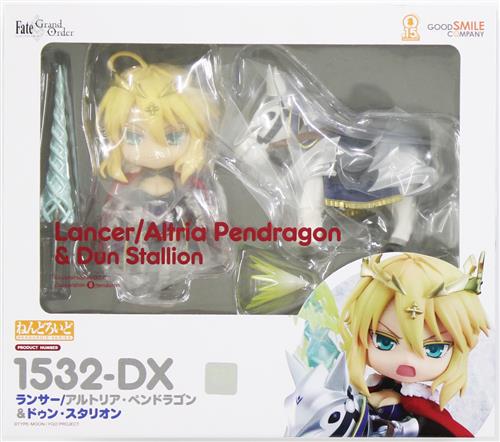 Fate Grand Order
15
GOOD SMILE
COMPANY
Lancer/Altria Pendragon
& Dun Stallion
ねんどろいど
PRODUCT NUMBER
1532-DX
ランサー/アルトリア・ペンドラゴン
&ドゥン・スタリオン
©TYPE-MOON / FGO PROJECT